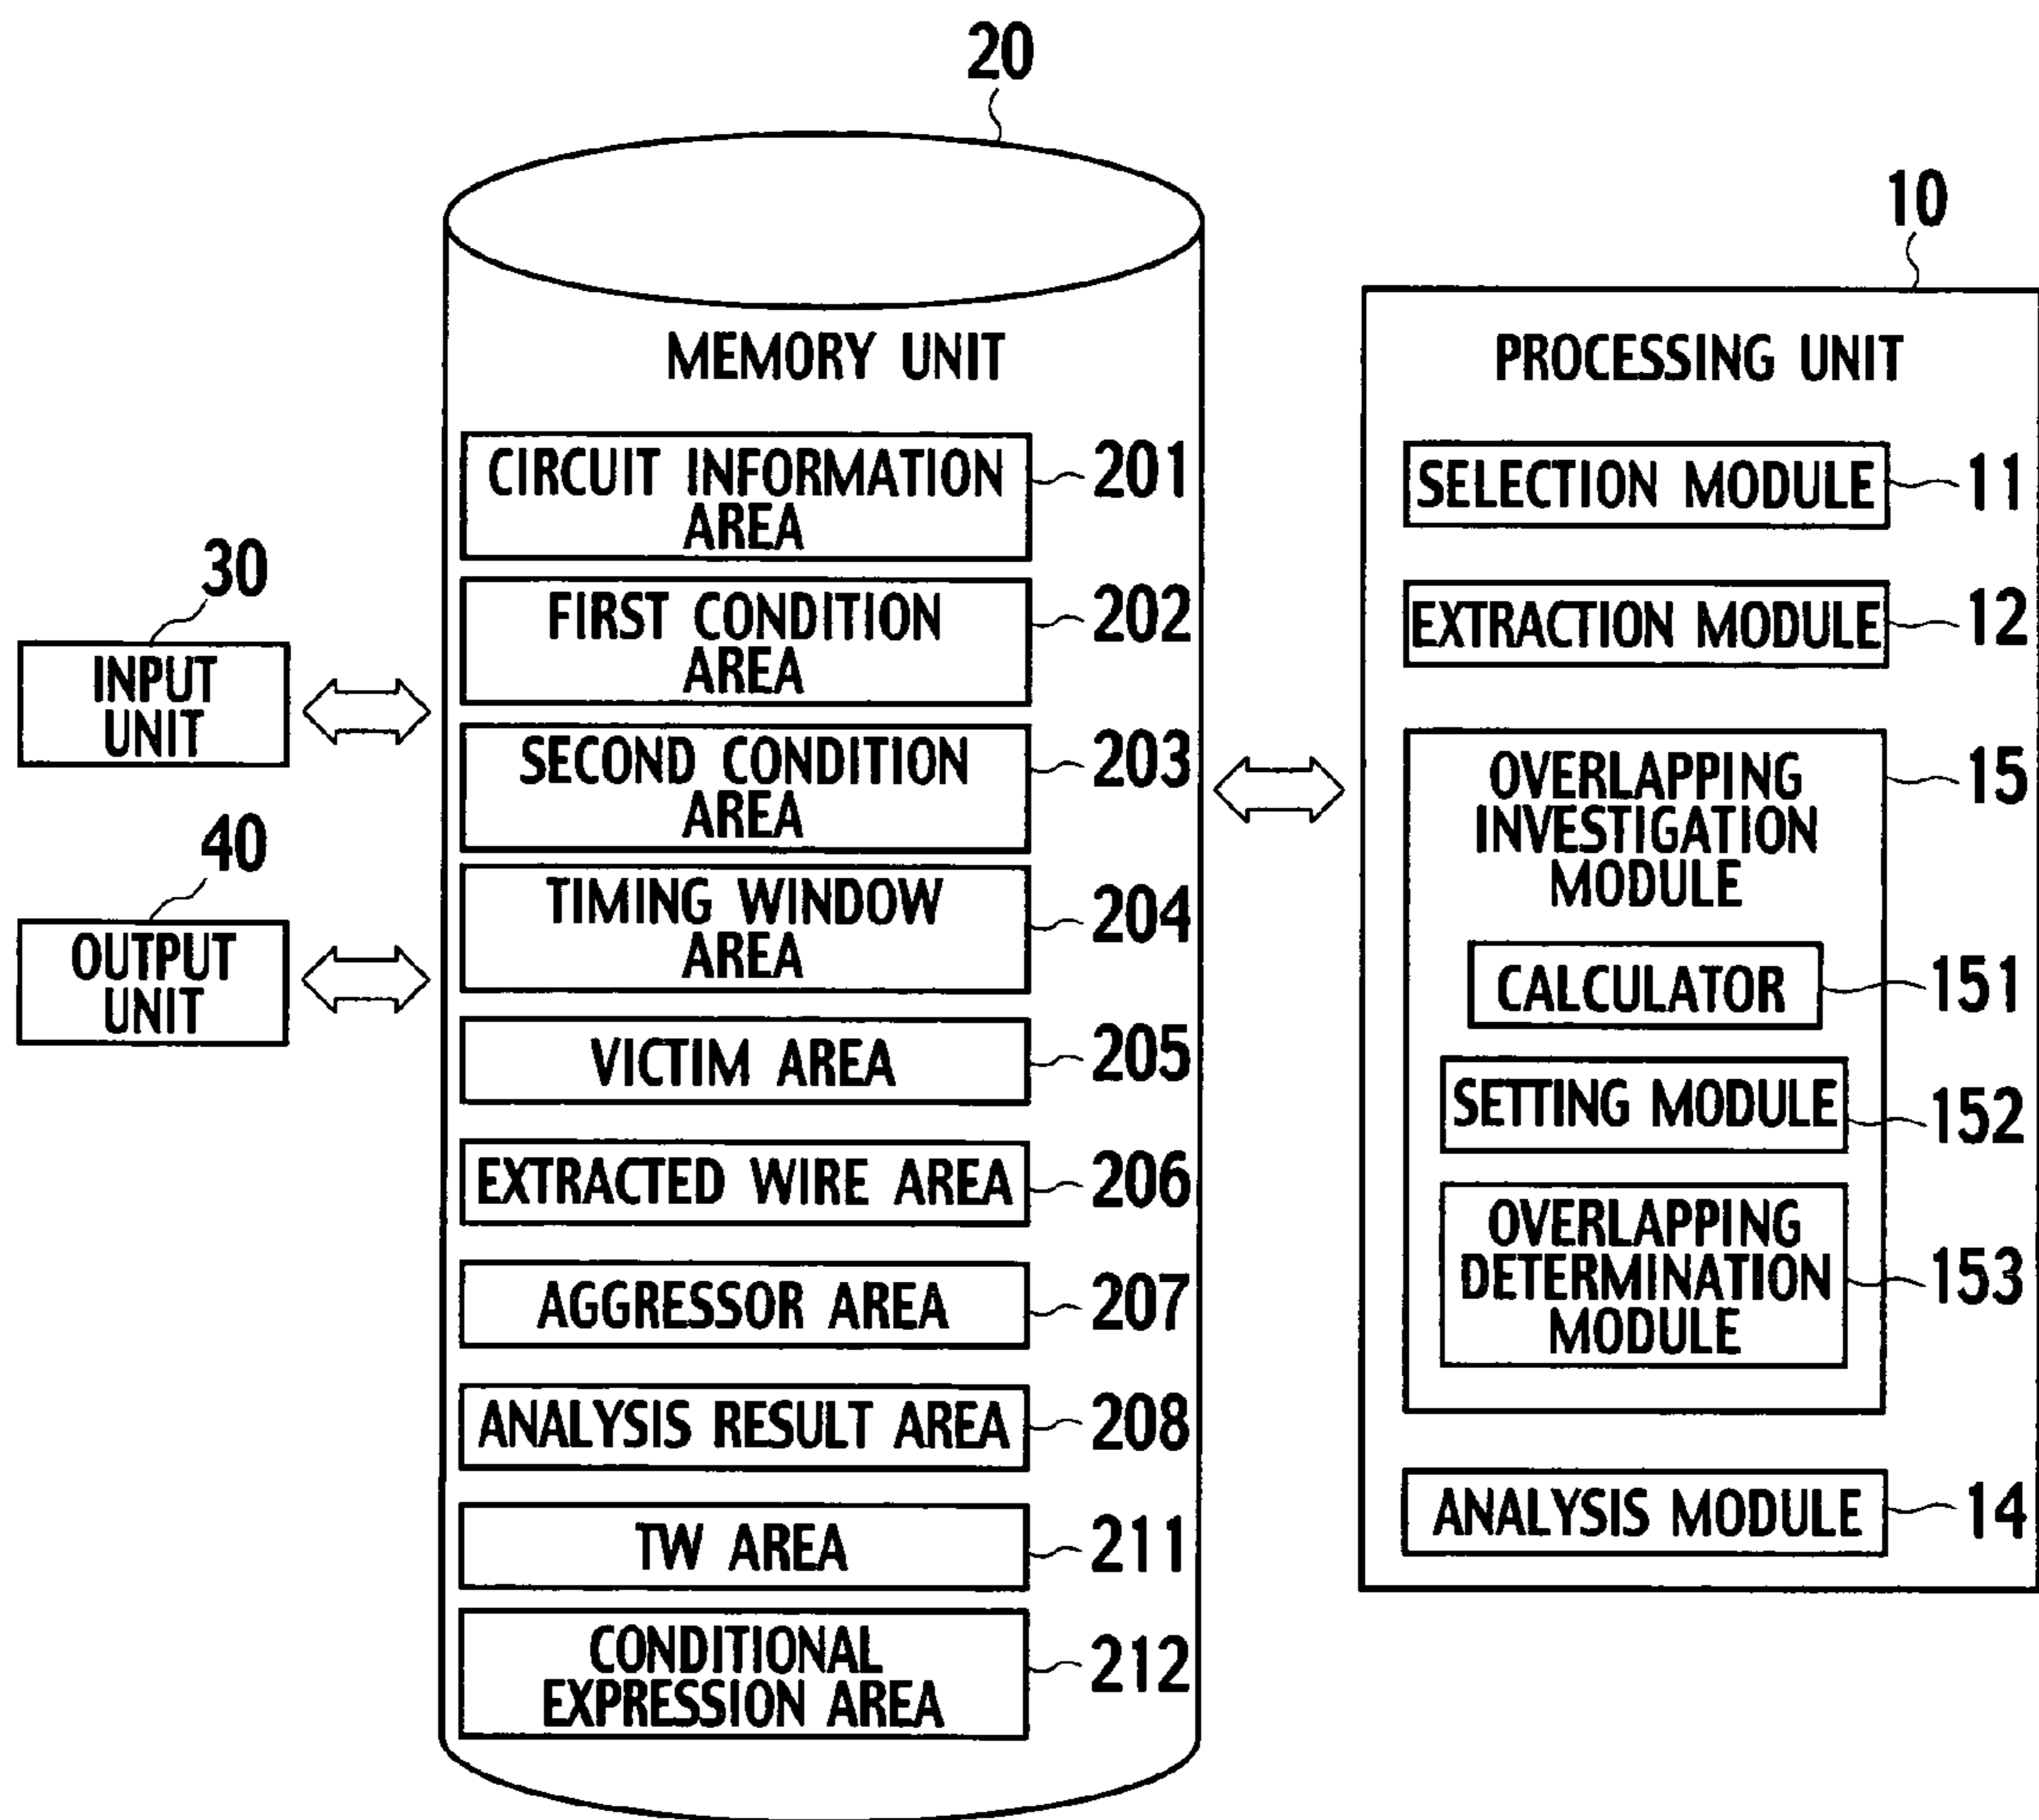 20
10
MEMORY UNIT
CIRCUIT INFORMATION
AREA
201
FIRST CONDITION
AREA
202
SECOND CONDITION
AREA
203
TIMING WINDOW
AREA
204
VICTIM AREA
205
EXTRACTED WIRE AREA
206
AGGRESSOR AREA
207
ANALYSIS RESULT AREA
208
TW AREA
211
CONDITIONAL
EXPRESSION AREA
212
30
INPUT
UNIT
40
OUTPUT
UNIT
PROCESSING UNIT
SELECTION MODULE
11
EXTRACTION MODULE
12
OVERLAPPING
INVESTIGATION
MODULE
15
CALCULATOR
151
SETTING MODULE
152
OVERLAPPING
DETERMINATION
MODULE
153
ANALYSIS MODULE
14